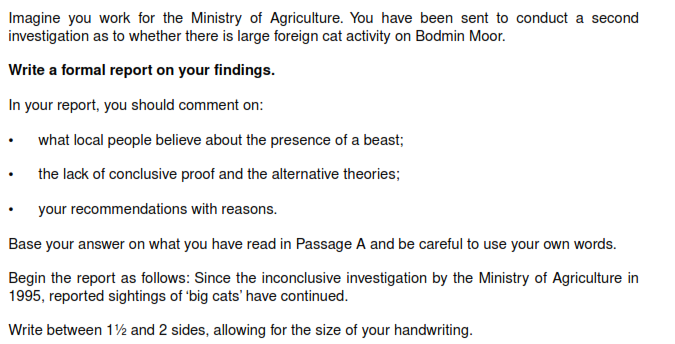 Imagine you work for the Ministry of Agriculture. You have been sent to conduct a second
investigation as to whether there is large foreign cat activity on Bodmin Moor.
Write a formal report on your findings.
In your report, you should comment on:
• what local people believe about the presence of a beast;
• the lack of conclusive proof and the alternative theories;
• your recommendations with reasons.
Base your answer on what you have read in Passage A and be careful to use your own words.
Begin the report as follows: Since the inconclusive investigation by the Ministry of Agriculture in
1995, reported sightings of ‘big cats’ have continued.
Write between 1½ and 2 sides, allowing for the size of your handwriting.